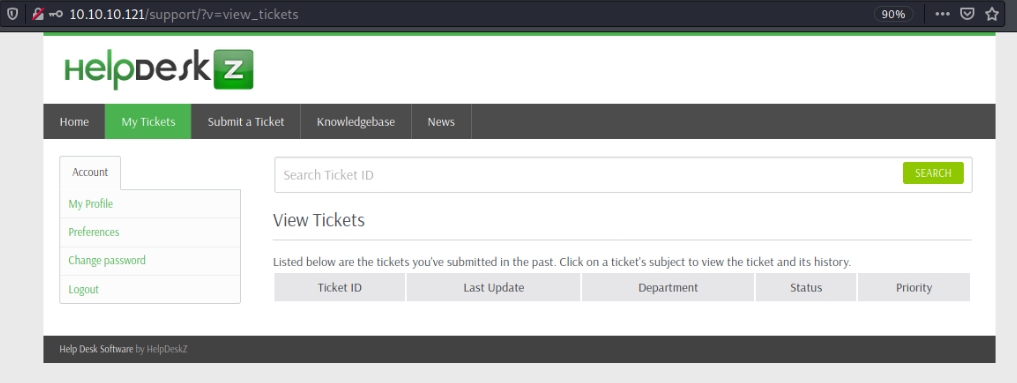 10.10.10.121/support/?v=view_tickets 90%
HelpDeskZ
Home My Tickets Submit a Ticket Knowledgebase News
Account
My Profile
Preferences
Change password
Logout
Search Ticket ID SEARCH
View Tickets
Listed below are the tickets you've submitted in the past. Click on a ticket's subject to view the ticket and its history.
Ticket ID Last Update Department Status Priority
Help Desk Software by HelpDeskZ